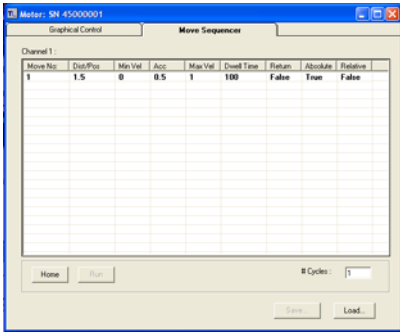 Motor: SN 45000001
Graphical Control Move Sequencer
Channel 1 :
Move No: Dist/Pos Min Vel Acc Max Vel Dwell Time Return Absolute Relative
1 1.5 0 0.5 1 100 False True False
Home Run # Cycles : 1
Save... Load...